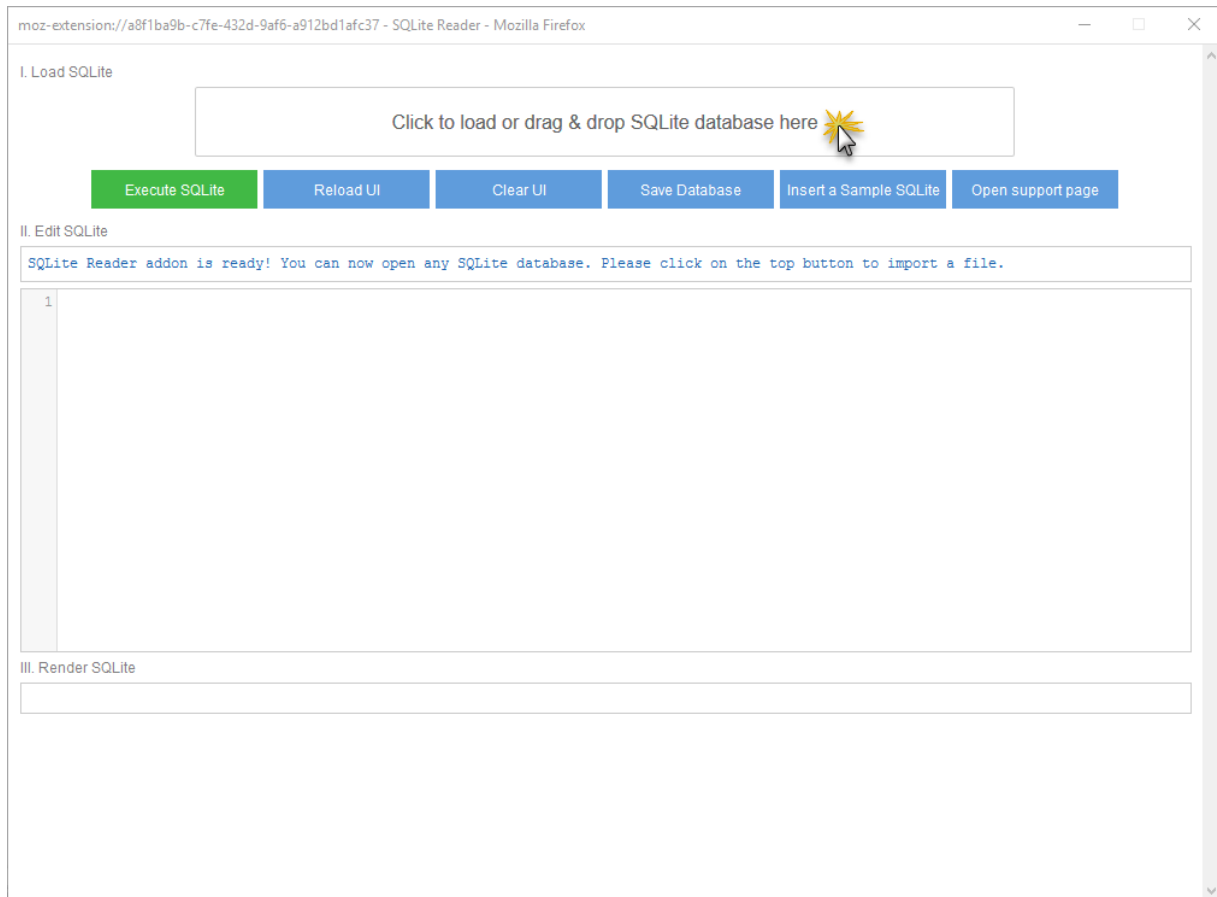 moz-extension://a8f1ba9b-c7fe-432d-9af6-a912bd1afc37 - SQLite Reader - Mozilla Firefox
I. Load SQLite
Click to load or drag & drop SQLite database here
Execute SQLite Reload UI Clear UI Save Database Insert a Sample SQLite Open support page
II. Edit SQLite
SQLite Reader addon is ready! You can now open any SQLite database. Please click on the top button to import a file.
1
III. Render SQLite